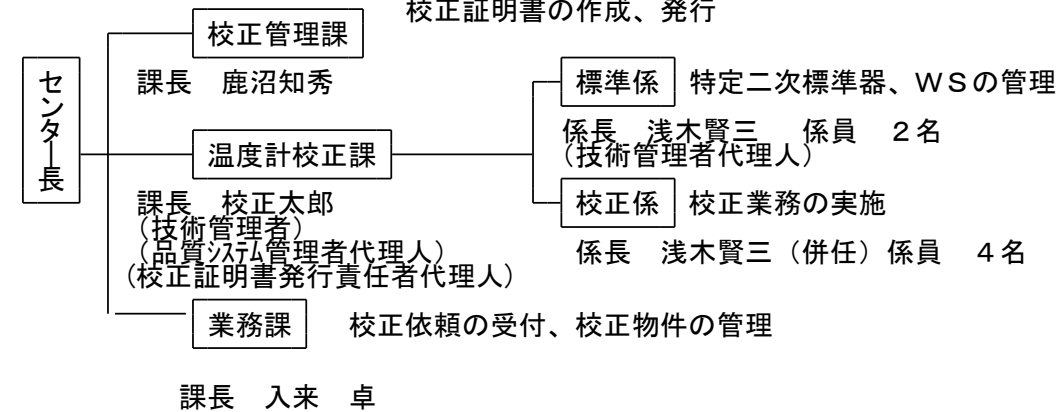 校正証明書の作成、発行
校正管理課
課長　鹿沼知秀
センター長
標準係　特定二次標準器、ＷＳの管理
係長　浅木賢三　係員　２名
（技術管理者代理人）
温度計校正課
校正係　校正業務の実施
係長　浅木賢三（併任）係員　４名
課長　校正太郎
（技術管理者）
（品質ｼｽﾃﾑ管理者代理人）
（校正証明書発行責任者代理人）
業務課　校正依頼の受付、校正物件の管理
課長　入来　卓